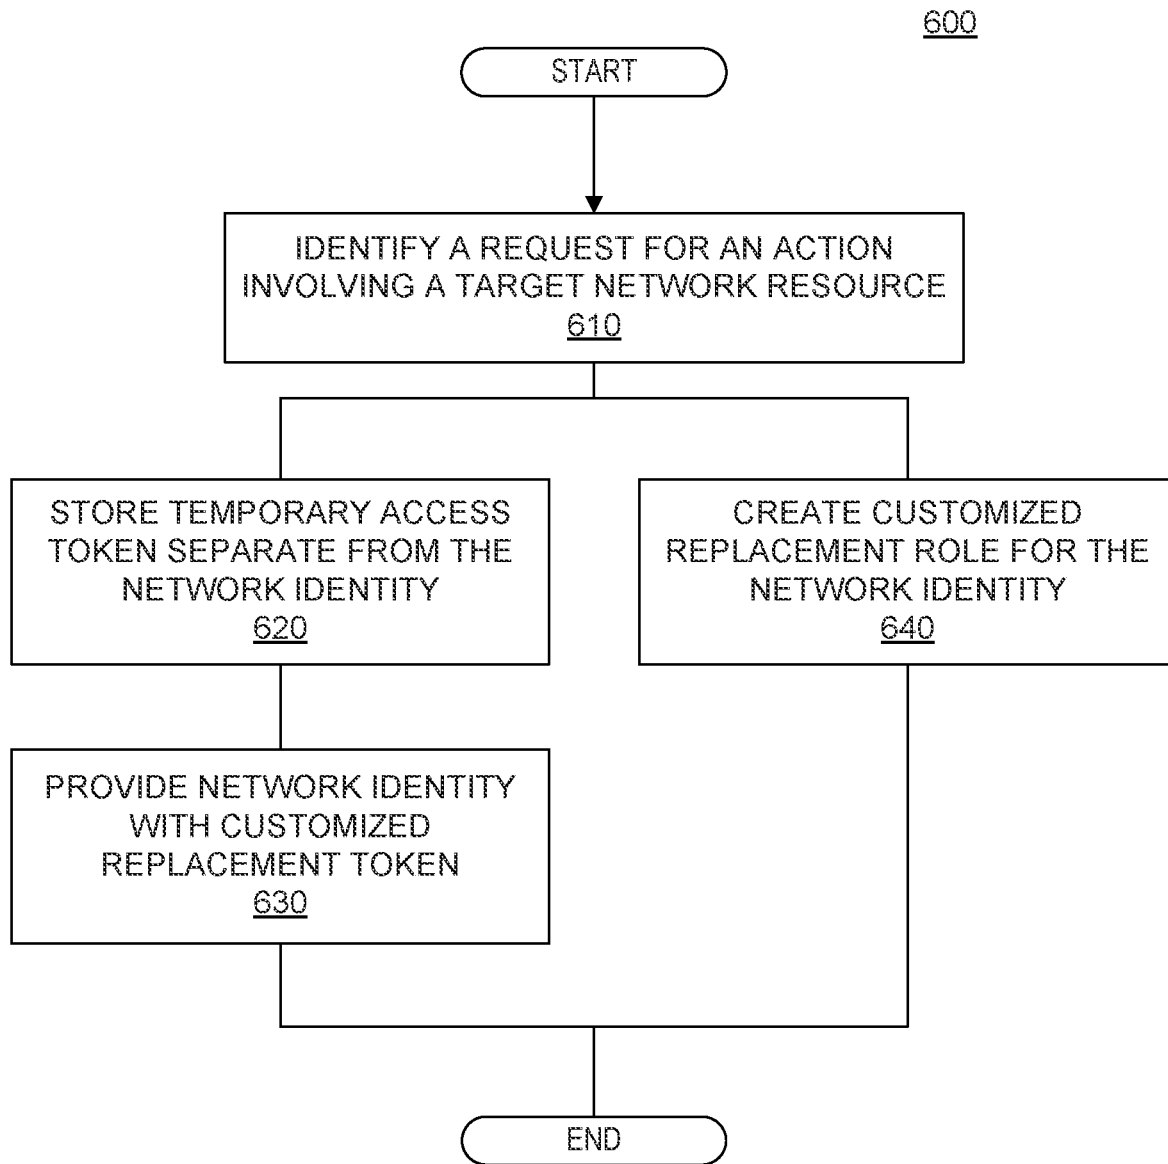 600
START
IDENTIFY A REQUEST FOR AN ACTION
INVOLVING A TARGET NETWORK RESOURCE
610
STORE TEMPORARY ACCESS
TOKEN SEPARATE FROM THE
NETWORK IDENTITY
620
CREATE CUSTOMIZED
REPLACEMENT ROLE FOR THE
NETWORK IDENTITY
640
PROVIDE NETWORK IDENTITY
WITH CUSTOMIZED
REPLACEMENT TOKEN
630
END